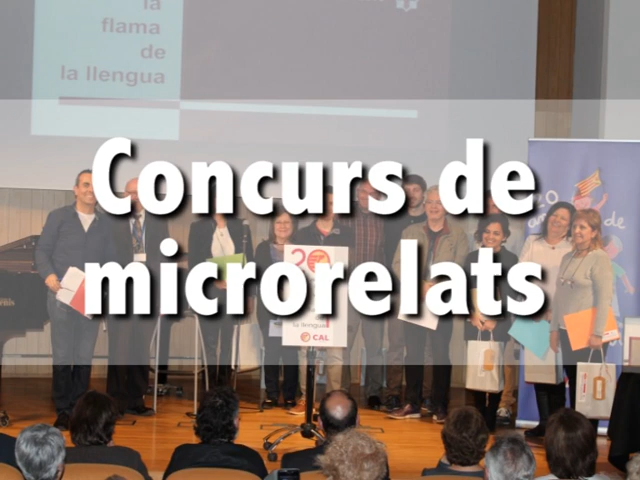 la
flama
de
la llengua
Concurs de
microrelats
20
la llengua
CAL